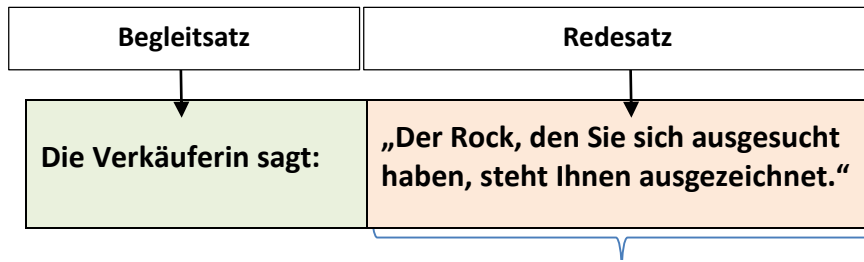 Begleitsatz
Redesatz
Die Verkäuferin sagt:
„Der Rock, den Sie sich ausgesucht
haben, steht Ihnen ausgezeichnet.“